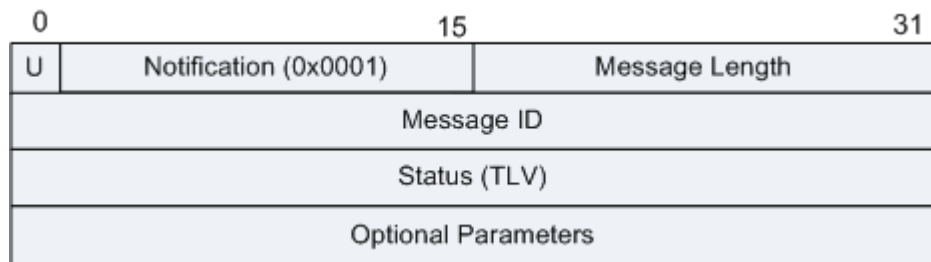 0 15 31
U Notification (0x0001) Message Length
Message ID
Status (TLV)
Optional Parameters